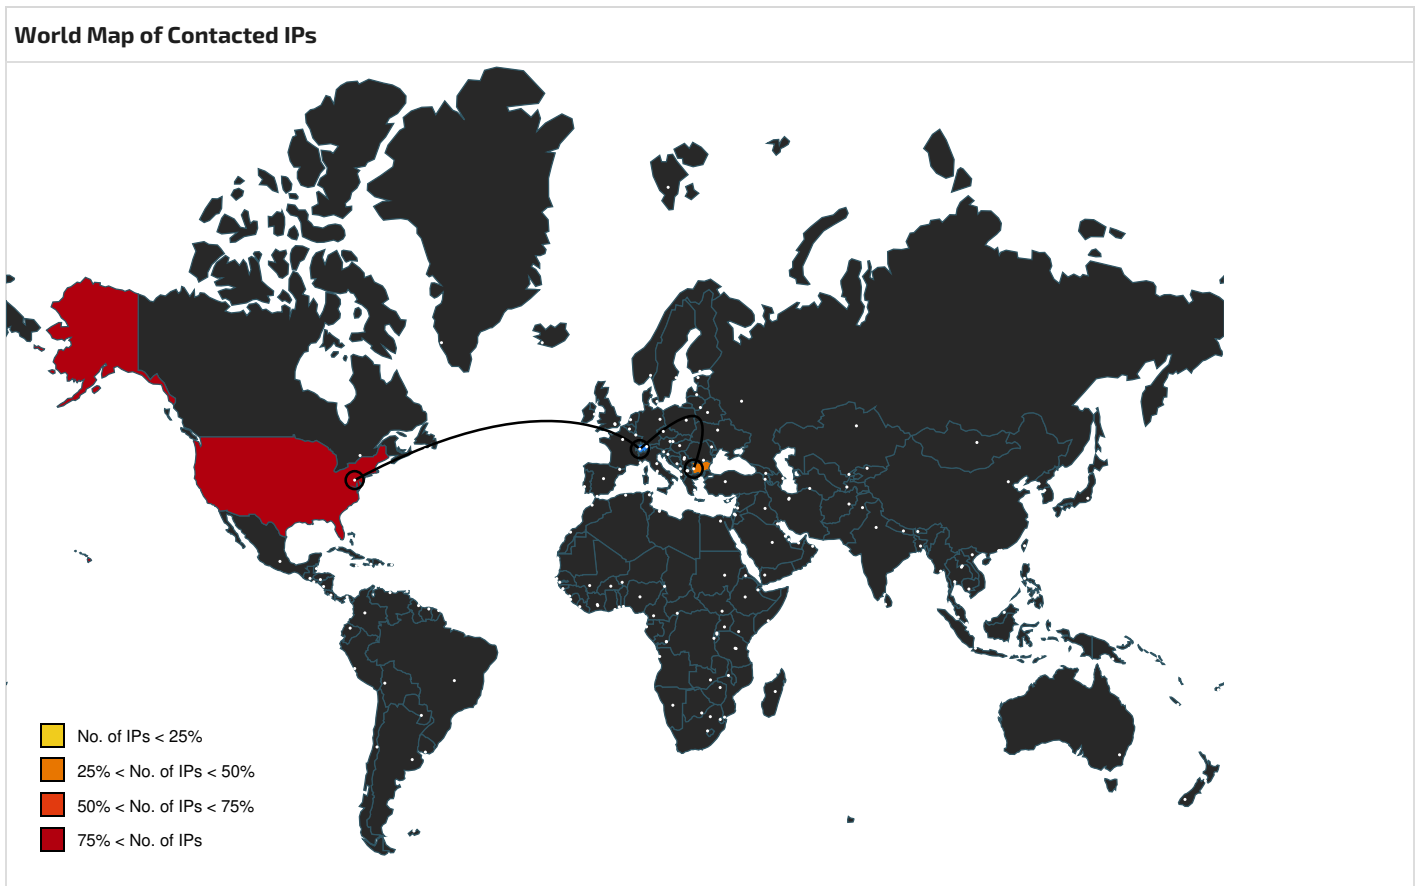 World Map of Contacted IPs
No. of IPs < 25%
25% < No. of IPs < 50%
50% < No. of IPs < 75%
75% < No. of IPs